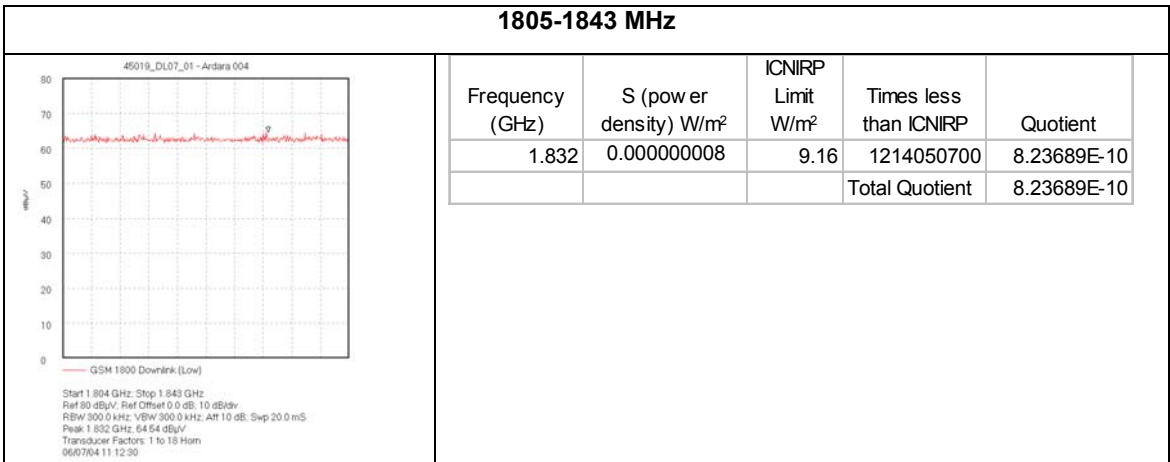 1805-1843 MHz
45019_DL07_01 - Ardara 004
80
70
60
50
40
30
20
10
0
dBµV
GSM 1800 Downlink (Low)
Start 1.804 GHz; Stop 1.843 GHz
Ref 80 dBµV; Ref Offset 0.0 dB; 10 dB/div
RBW 300.0 kHz; VBW 300.0 kHz; Att 10 dB; Swp 20.0 mS
Peak 1.832 GHz, 64.54 dBµV
Transducer Factors: 1 to 18 Horn
06/07/04 11:12:30
Frequency (GHz) S (power density) W/m² ICNIRP Limit W/m² Times less than ICNIRP Quotient
1.832 0.000000008 9.16 1214050700 8.23689E-10
Total Quotient 8.23689E-10